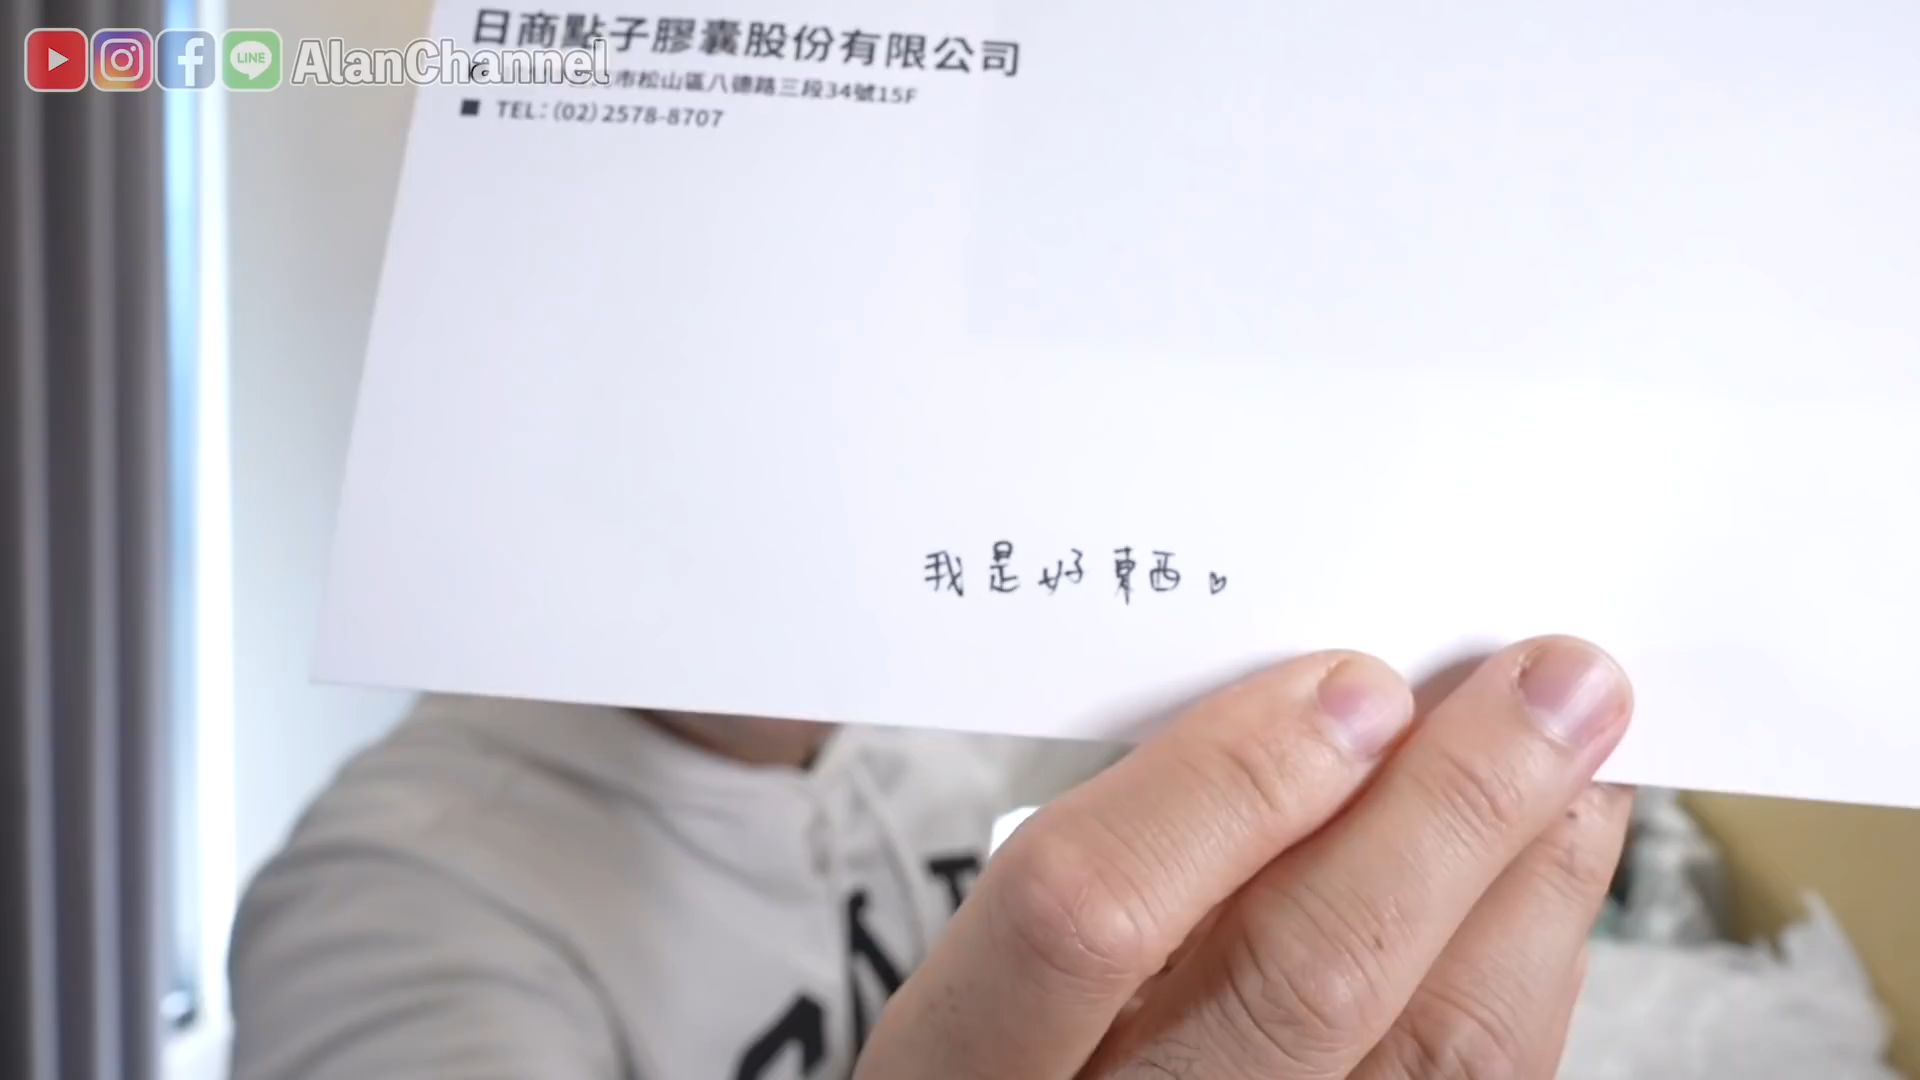 AlanChannel
LINE
日商點子膠囊股份有限公司
市松山區八德路三段34號15F
TEL:(02)2578-8707
我是好東西